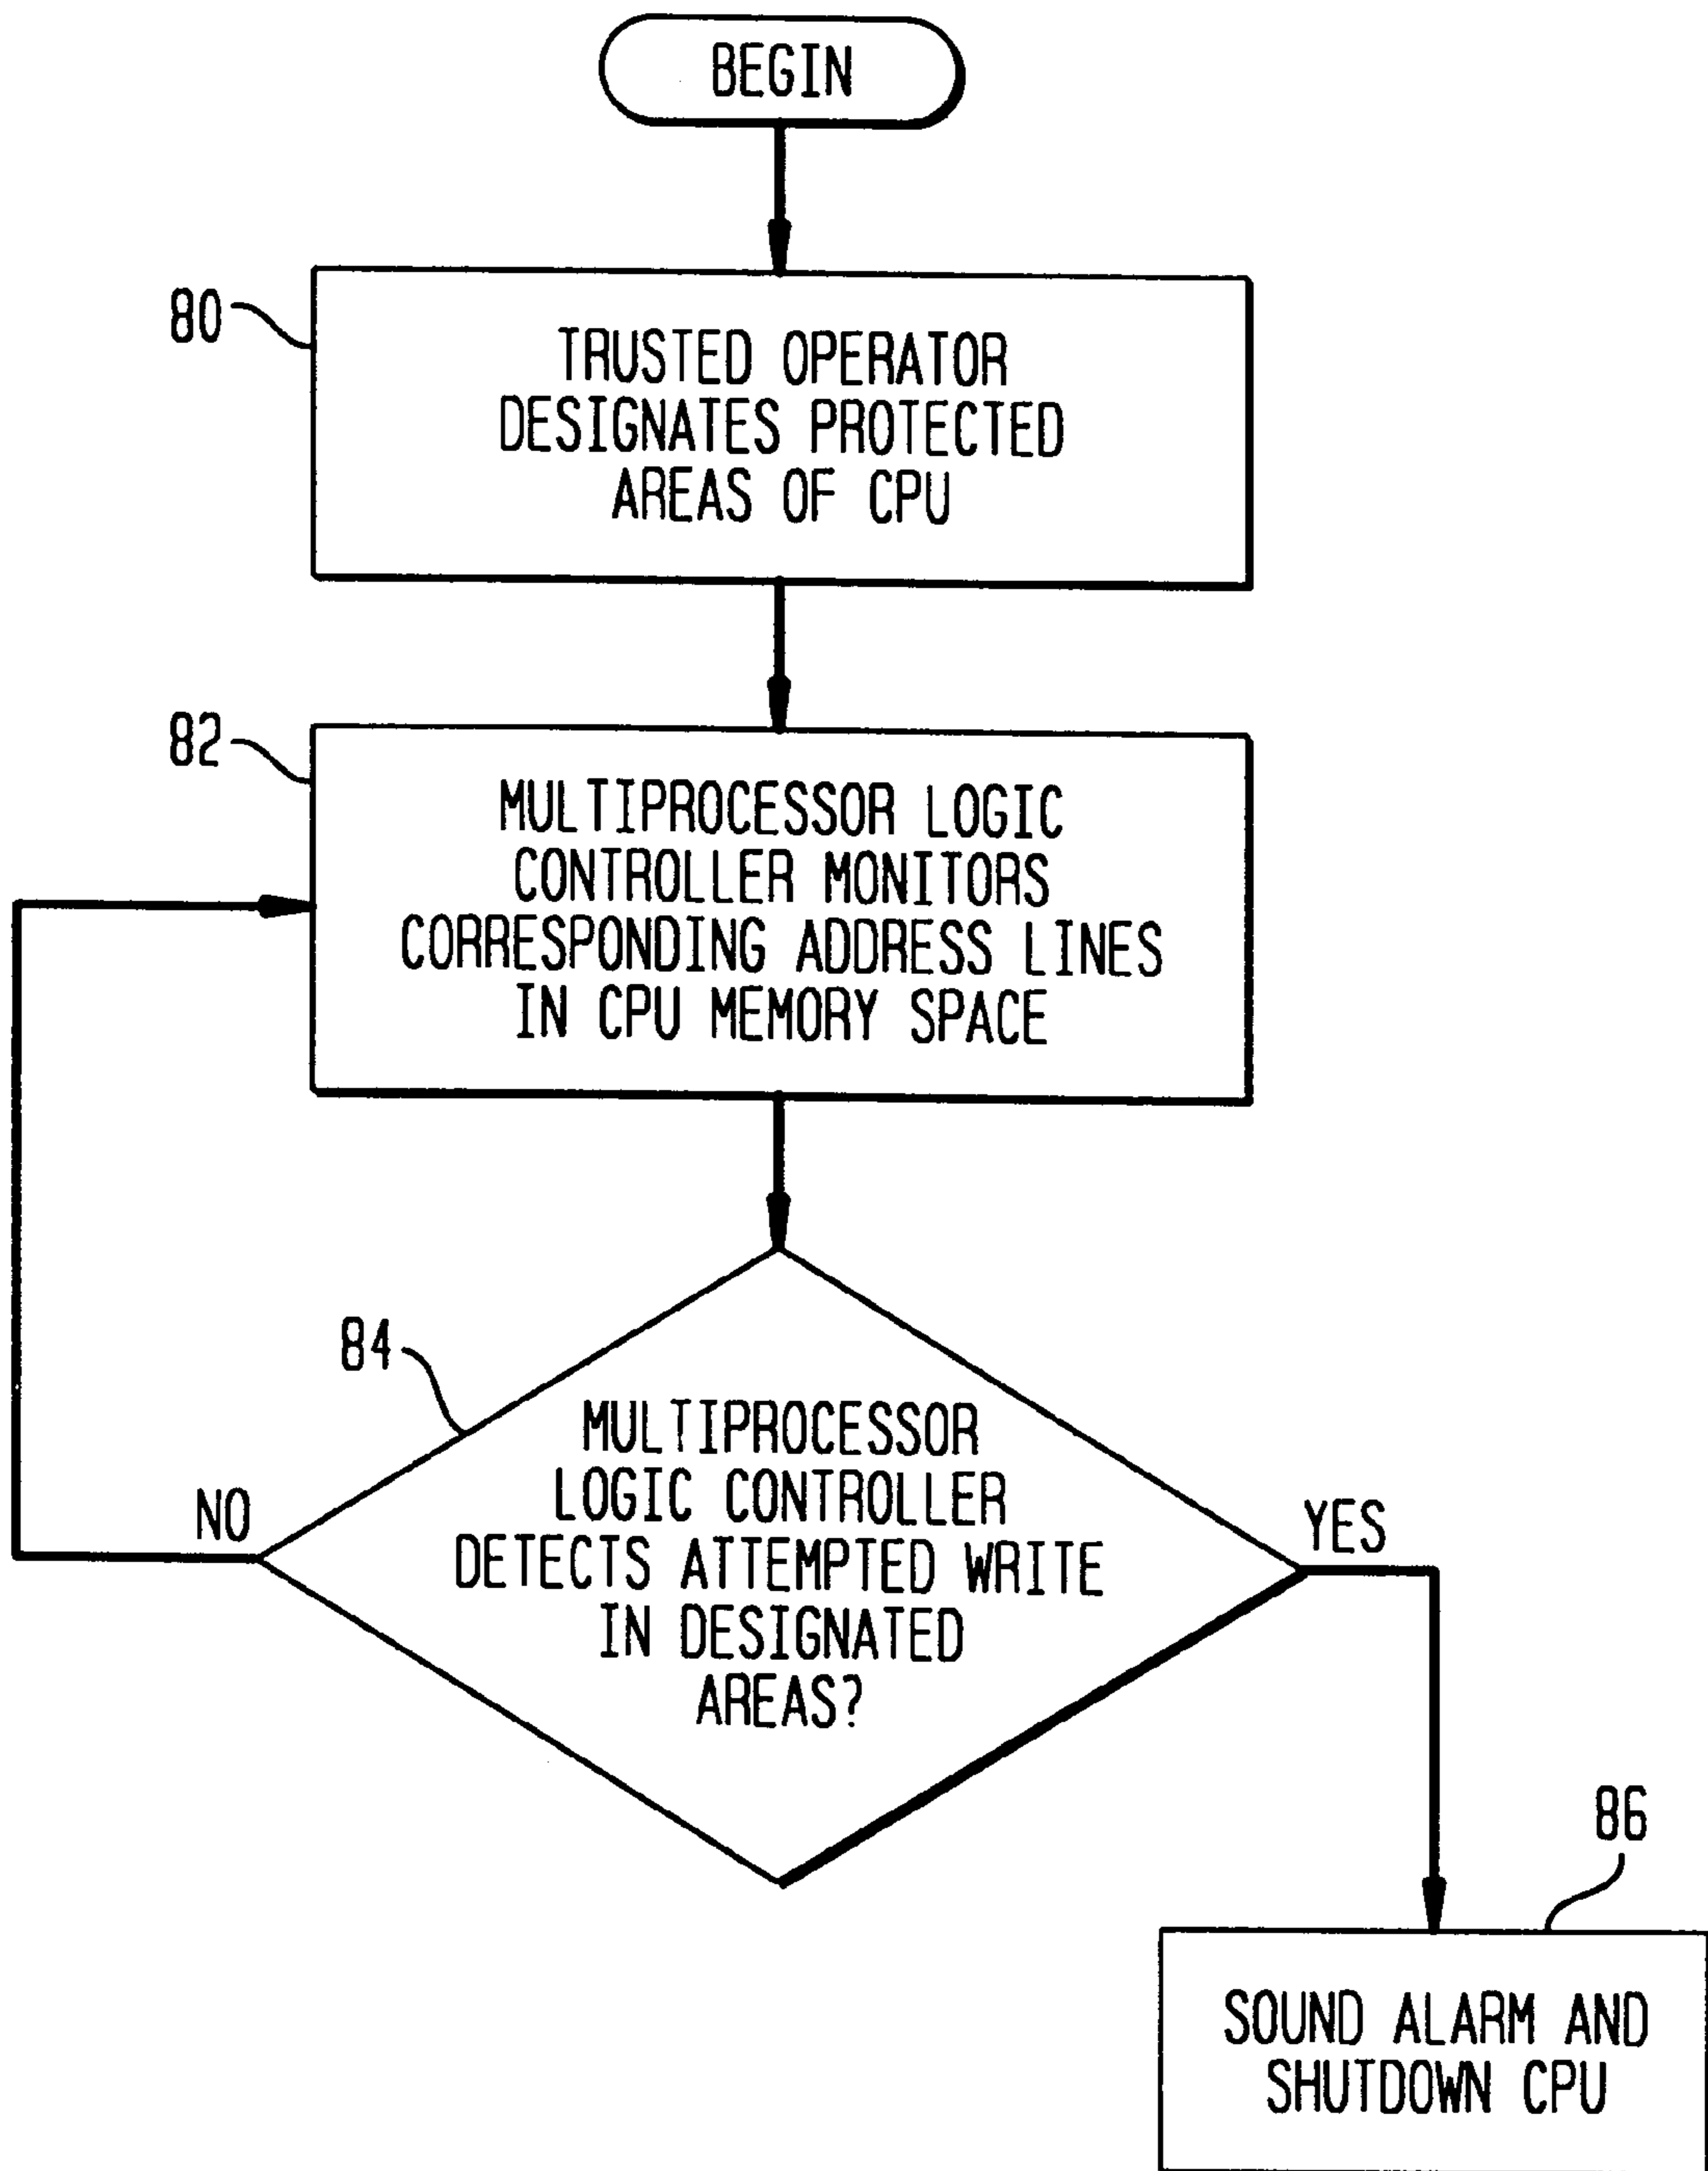 BEGIN
80
TRUSTED OPERATOR
DESIGNATES PROTECTED
AREAS OF CPU
82
MULTIPROCESSOR LOGIC
CONTROLLER MONITORS
CORRESPONDING ADDRESS LINES
IN CPU MEMORY SPACE
84
MULTIPROCESSOR
LOGIC CONTROLLER
DETECTS ATTEMPTED WRITE
IN DESIGNATED
AREAS?
NO
YES
86
SOUND ALARM AND
SHUTDOWN CPU